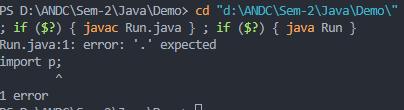 PS D:\ANDC\Sem-2\Java\Demo> cd "d:\ANDC\Sem-2\Java\Demo\"
; if ($?) { javac Run.java } ; if ($?) { java Run }
Run.java:1: error: '.' expected
import p;
^
1 error